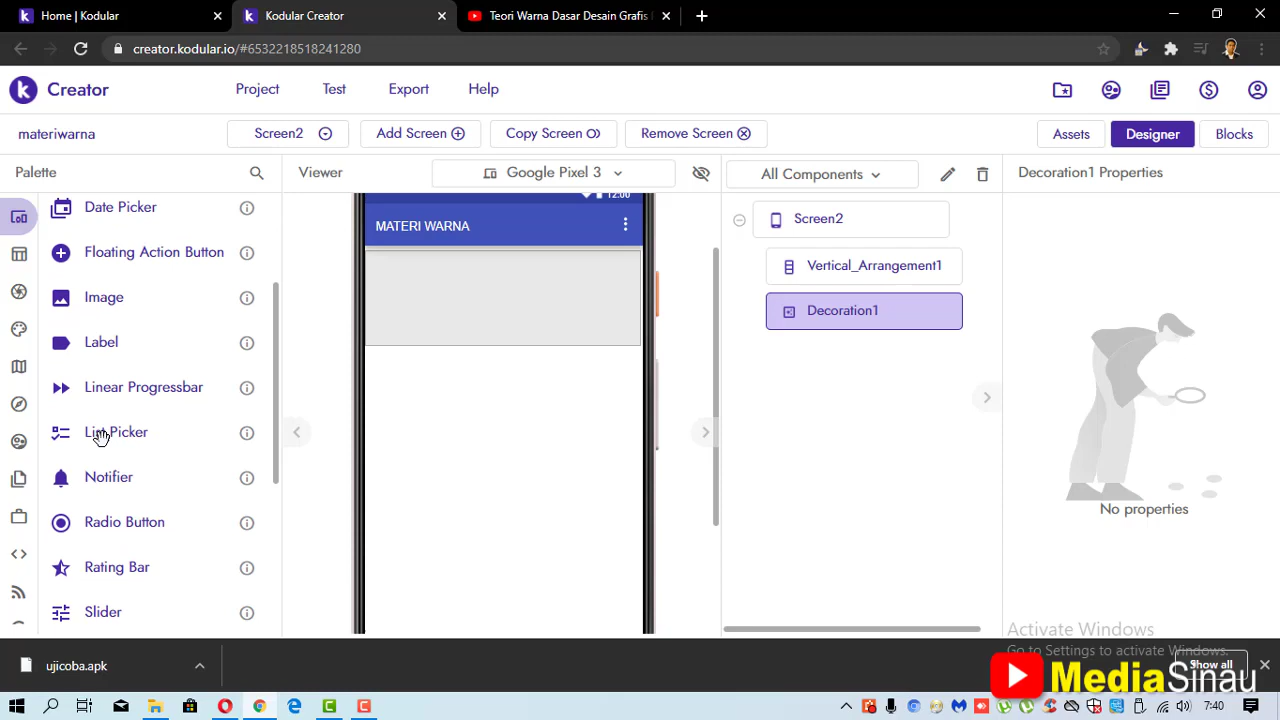 Home | Kodular
Kodular Creator
Teori Warna Dasar Desain Grafis
creator.kodular.io/#6532218518241280
Creator
Project
Test
Export
Help
materiwarna
Screen2
Add Screen
Copy Screen
Remove Screen
Assets
Designer
Blocks
Palette
Viewer
Google Pixel 3
All Components
Decoration1 Properties
Date Picker
Floating Action Button
Image
Label
Linear Progressbar
List Picker
Notifier
Radio Button
Rating Bar
Slider
12:00
MATERI WARNA
Screen2
Vertical_Arrangement1
Decoration1
No properties
Activate Windows
Go to Settings to activate Windows.
ujicoba.apk
Show all
MediaSinau
7:40